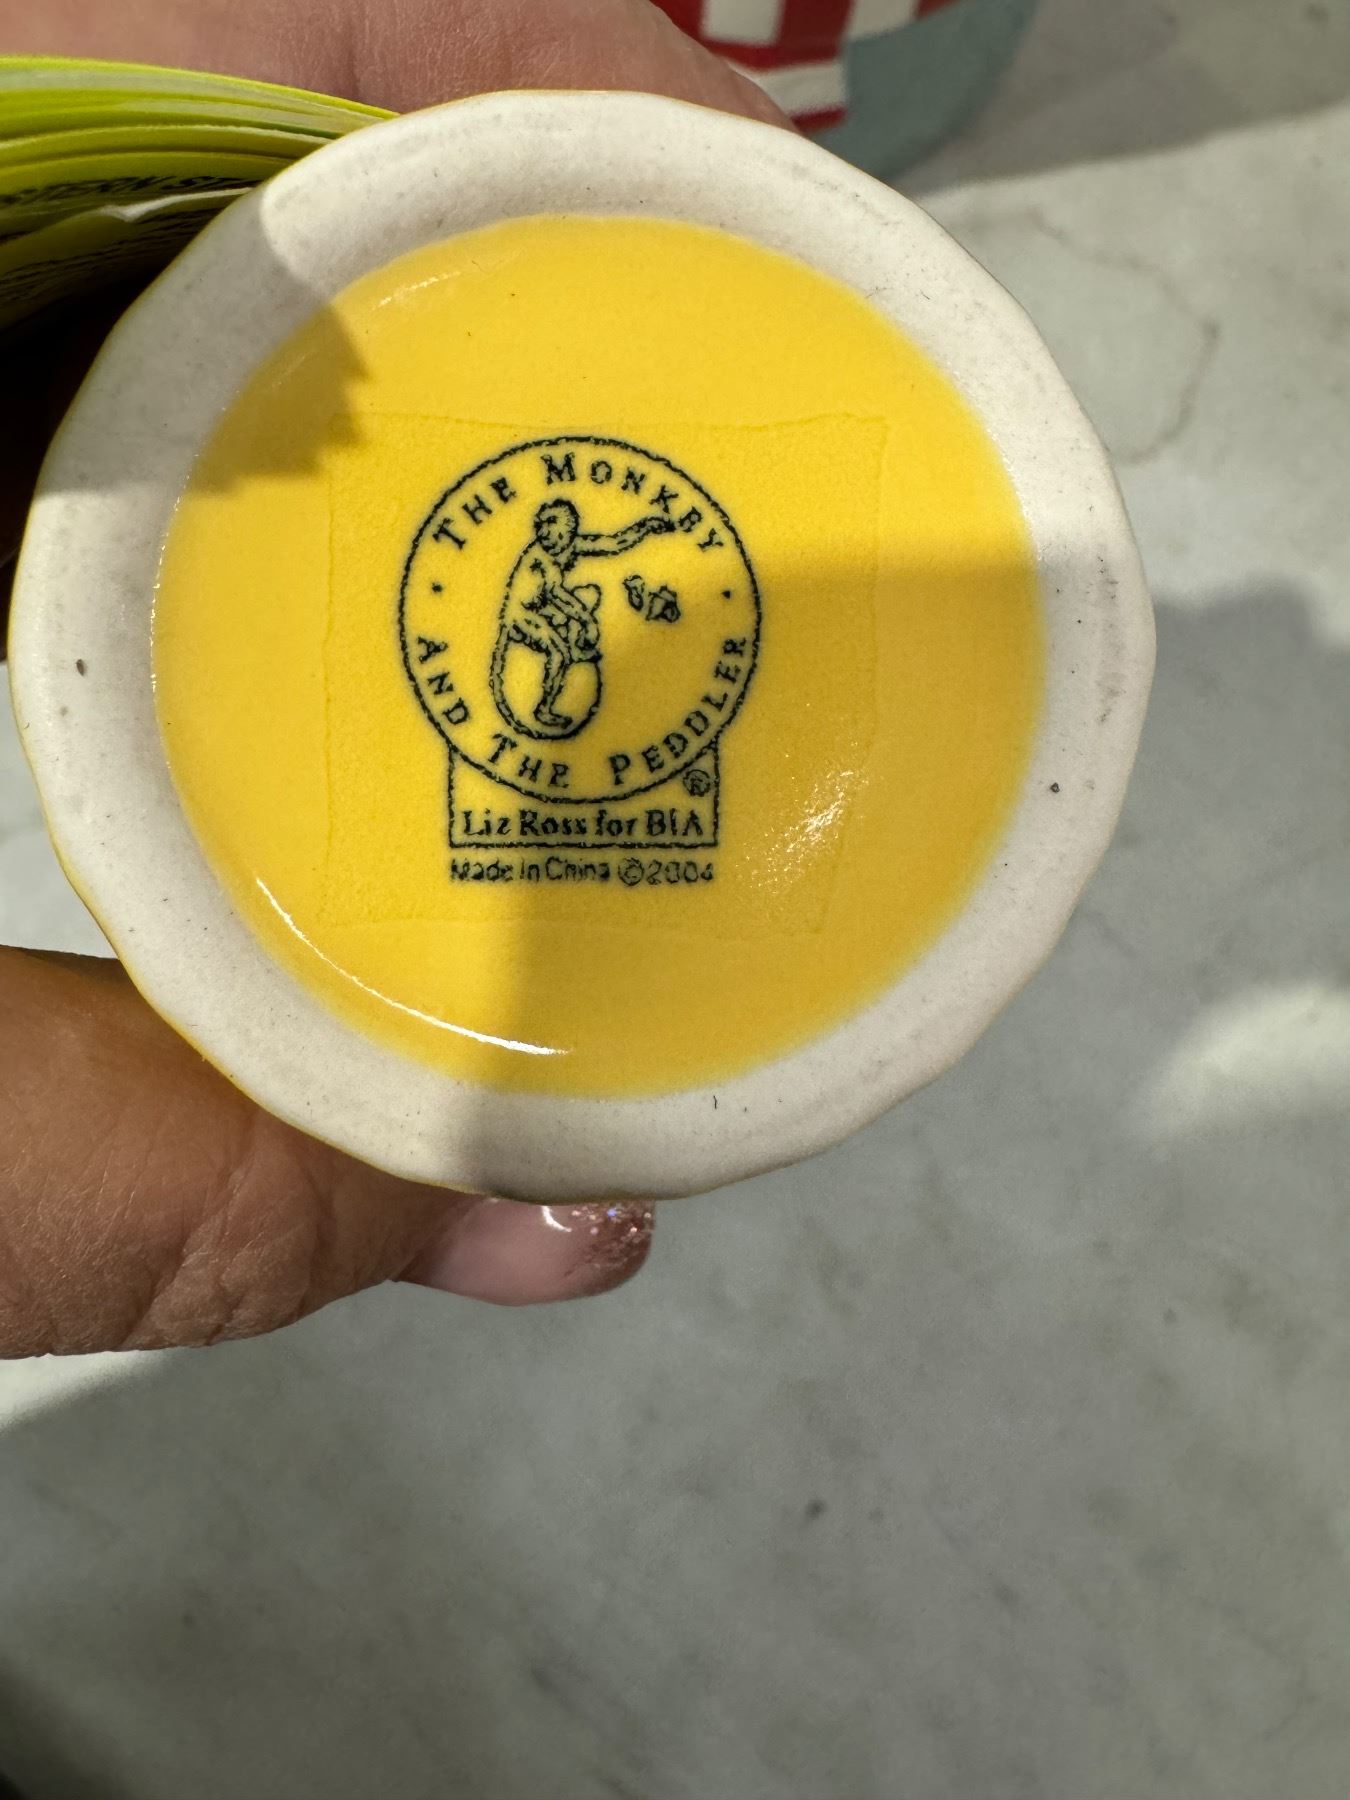 THE MONKEY
AND THE PEDDLER
®
Liz Ross for BIA
Made In China ©2004